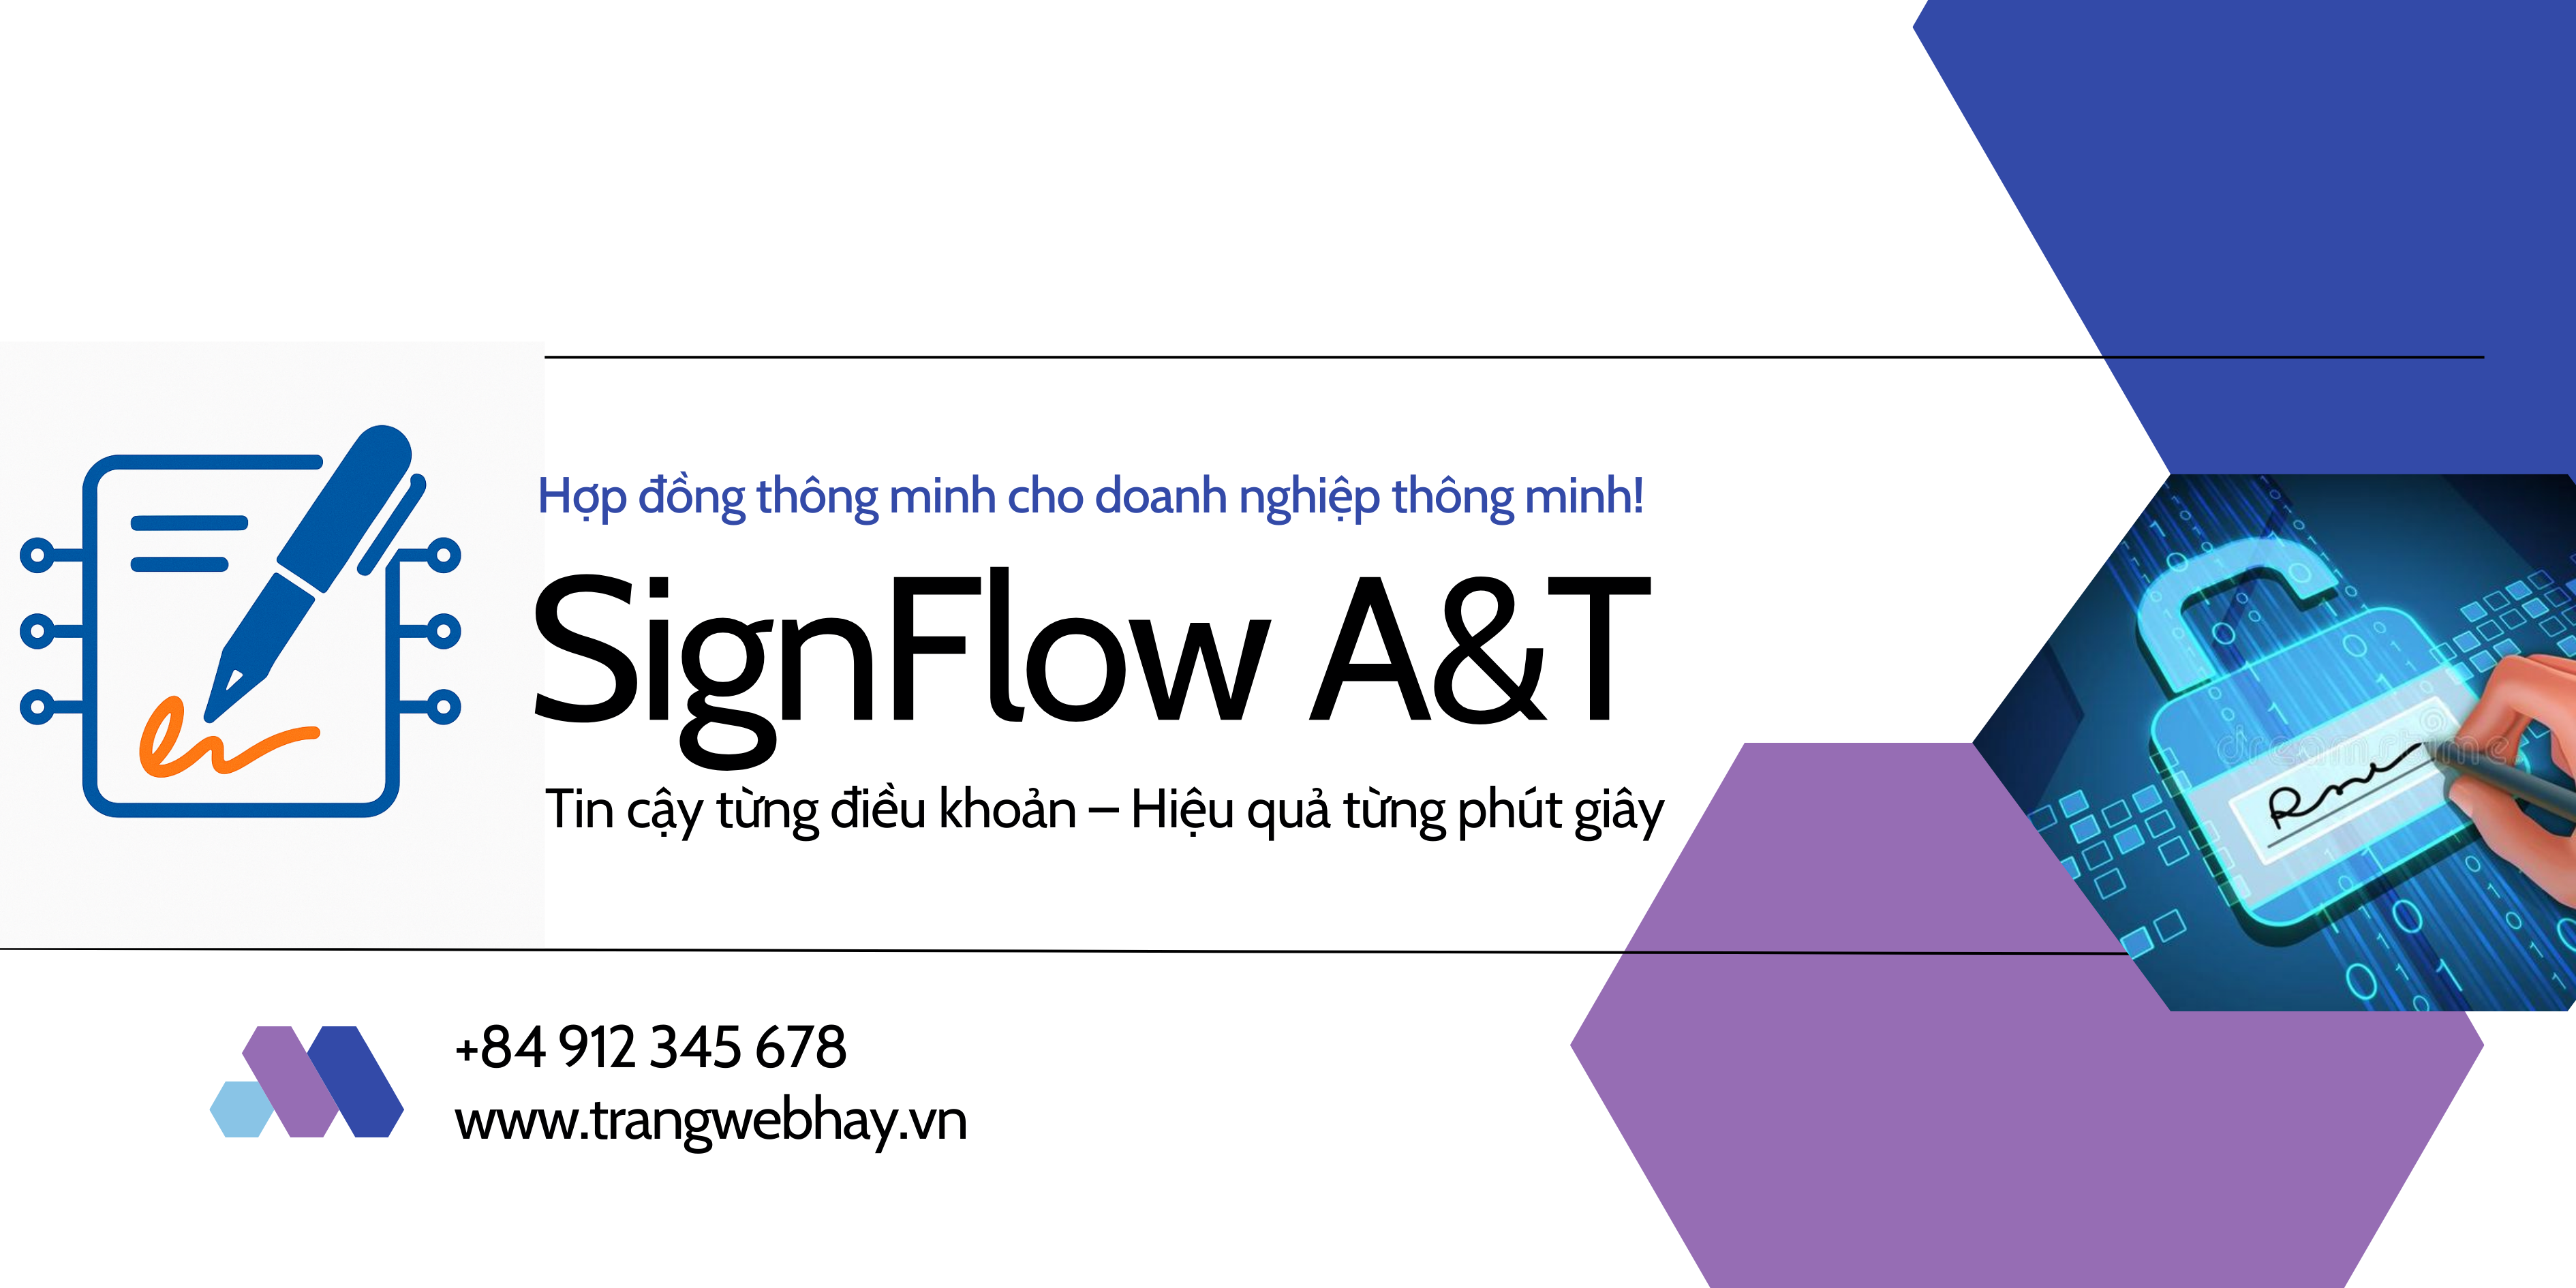 Hợp đồng thông minh cho doanh nghiệp thông minh!
SignFlow A&T
Tin cậy từng điều khoản – Hiệu quả từng phút giây
dreamstime
+84 912 345 678
www.trangwebhay.vn